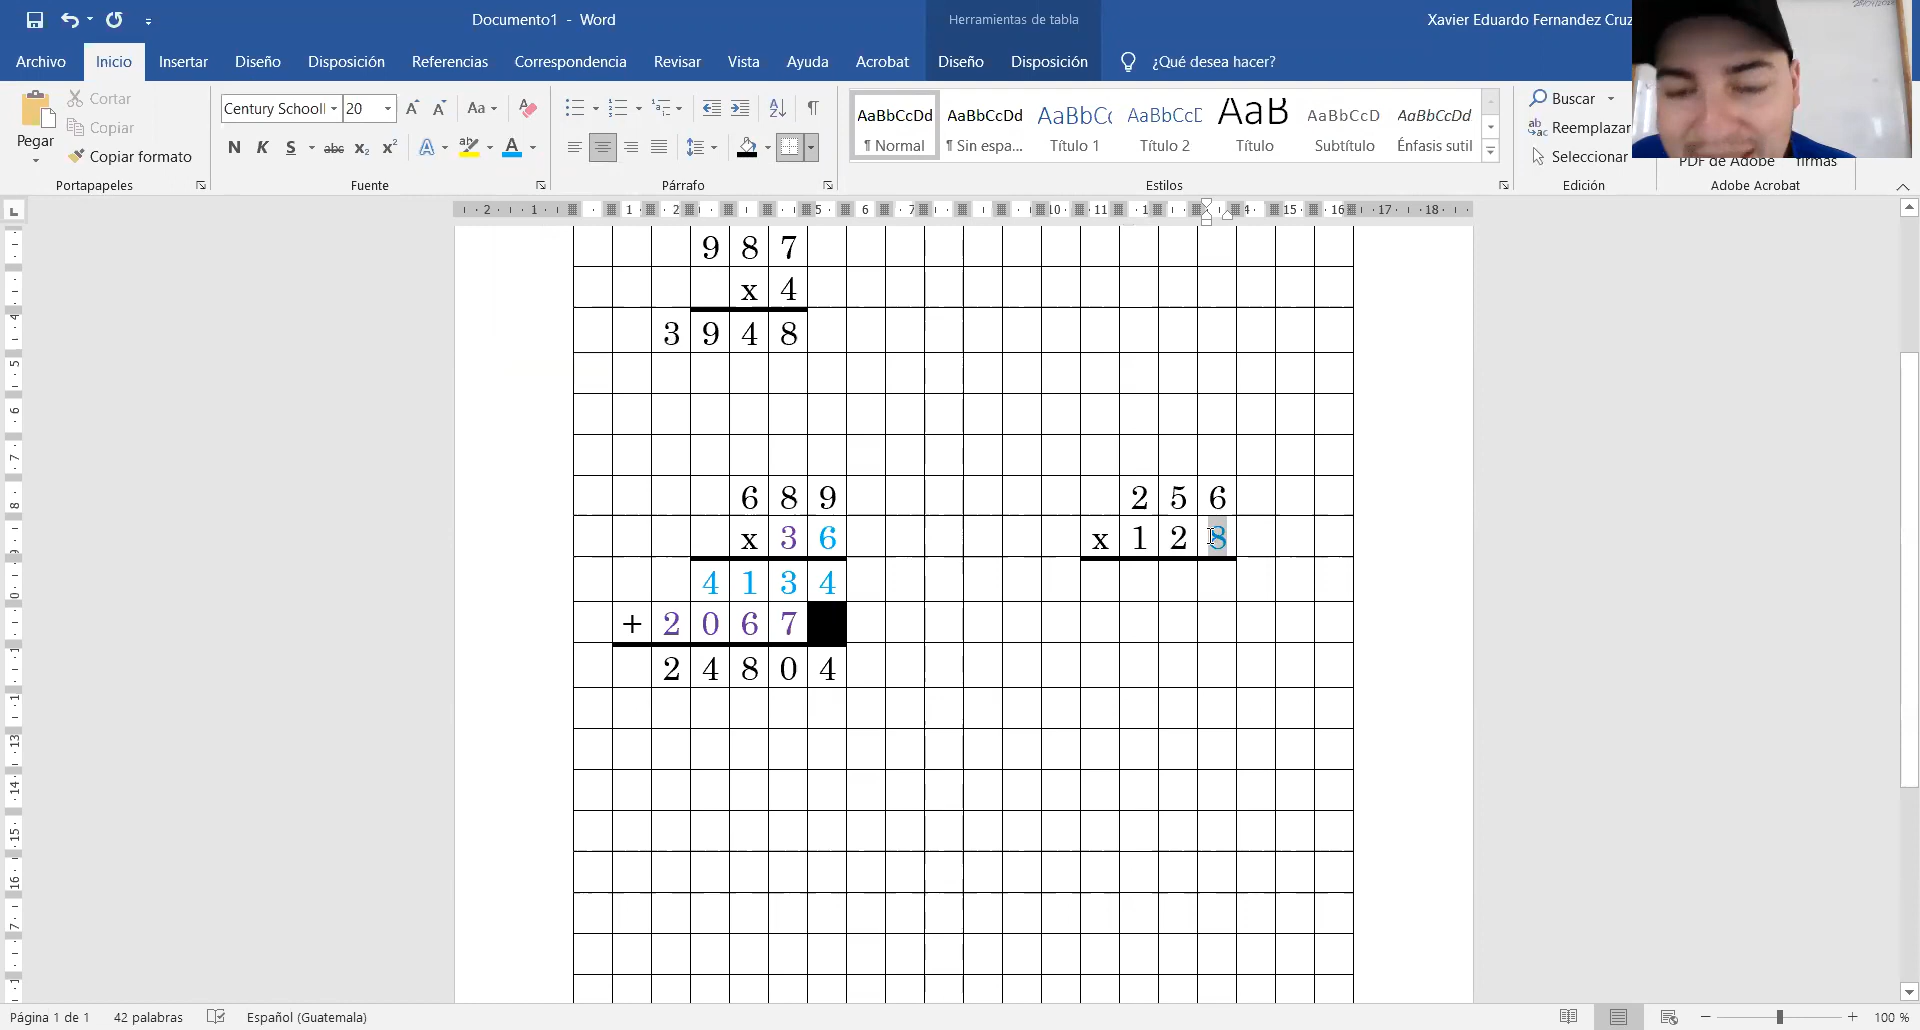 Documento1 - Word
Herramientas de tabla
Xavier Eduardo Fernandez Cruz
Archivo Inicio Insertar Diseño Disposición Referencias Correspondencia Revisar Vista Ayuda Acrobat Diseño Disposición ¿Qué desea hacer?
Pegar
Cortar
Copiar
Copiar formato
Portapapeles
Century School 20
Aa
N K S abc x₂ x²
Fuente
Párrafo
AaBbCcDd AaBbCcDd AaBbCc AaBbCcD AaB AaBbCcD AaBbCcDd
¶ Normal ¶ Sin espa... Título 1 Título 2 Título Subtítulo Énfasis sutil
Estilos
Buscar
Reemplazar
Seleccionar
Edición
PDF de Adobe firmas
Adobe Acrobat
9 8 7
x 4
3 9 4 8
6 8 9
x 3 6
4 1 3 4
+ 2 0 6 7
2 4 8 0 4
2 5 6
x 1 2 8
Página 1 de 1 42 palabras Español (Guatemala) 100 %